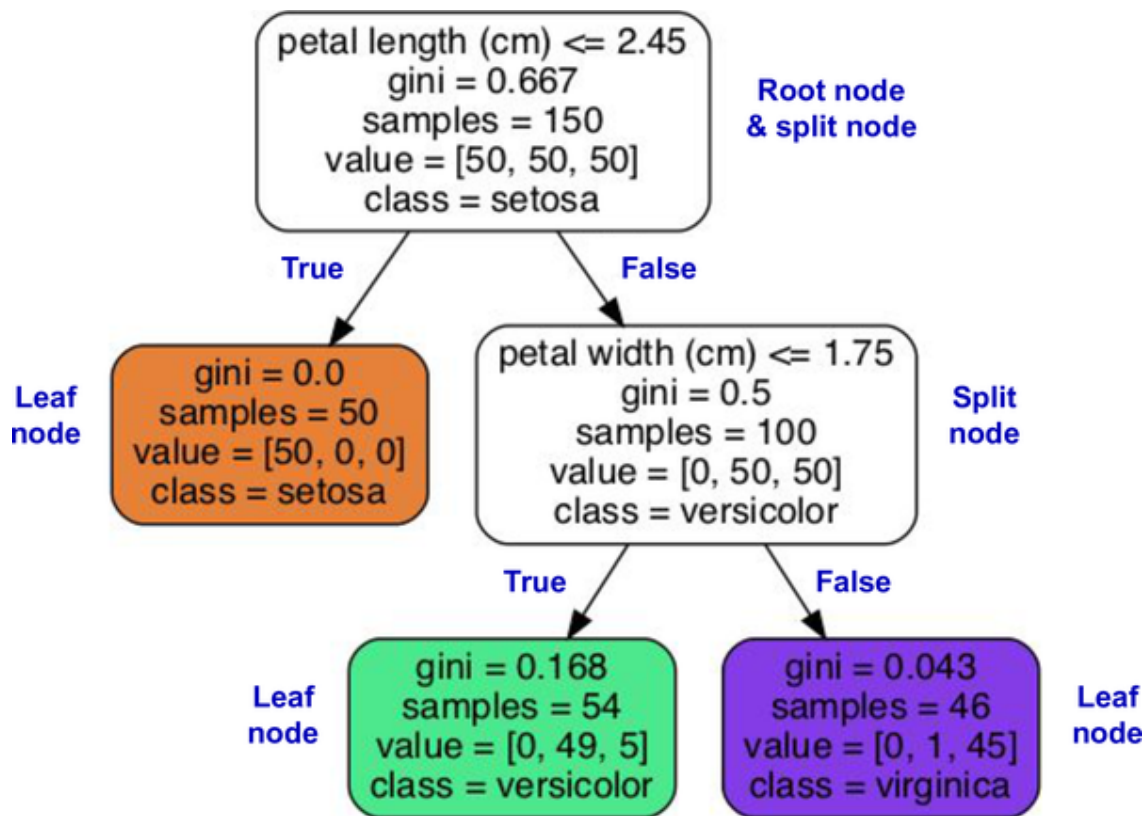 petal length (cm) <= 2.45
gini = 0.667
samples = 150
value = [50, 50, 50]
class = setosa
Root node
& split node
True
False
Leaf
node
gini = 0.0
samples = 50
value = [50, 0, 0]
class = setosa
petal width (cm) <= 1.75
gini = 0.5
samples = 100
value = [0, 50, 50]
class = versicolor
Split
node
True
False
Leaf
node
gini = 0.168
samples = 54
value = [0, 49, 5]
class = versicolor
gini = 0.043
samples = 46
value = [0, 1, 45]
class = virginica
Leaf
node